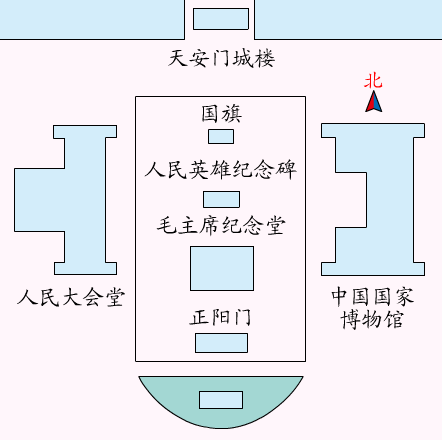 天安门城楼
北
国旗
人民英雄纪念碑
毛主席纪念堂
人民大会堂
中国国家
博物馆
正阳门